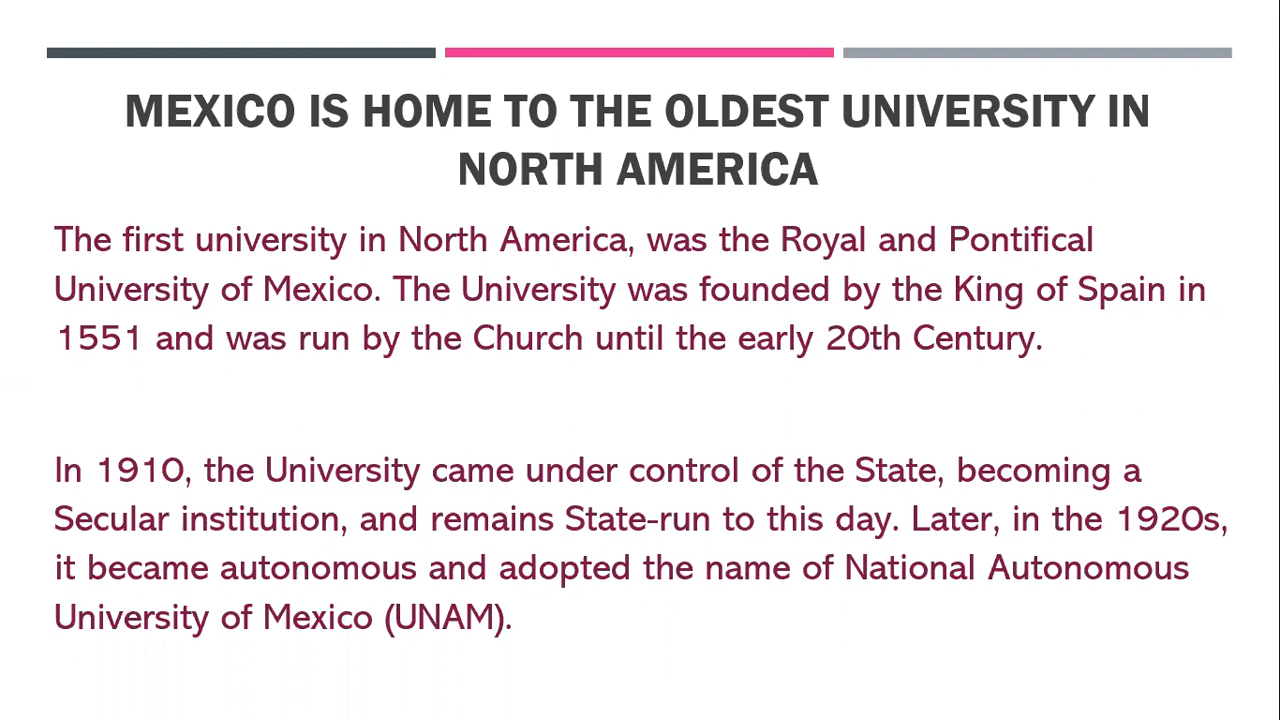 MEXICO IS HOME TO THE OLDEST UNIVERSITY IN
NORTH AMERICA
The first university in North America, was the Royal and Pontifical
University of Mexico. The University was founded by the King of Spain in
1551 and was run by the Church until the early 20th Century.
In 1910, the University came under control of the State, becoming a
Secular institution, and remains State-run to this day. Later, in the 1920s,
it became autonomous and adopted the name of National Autonomous
University of Mexico (UNAM).